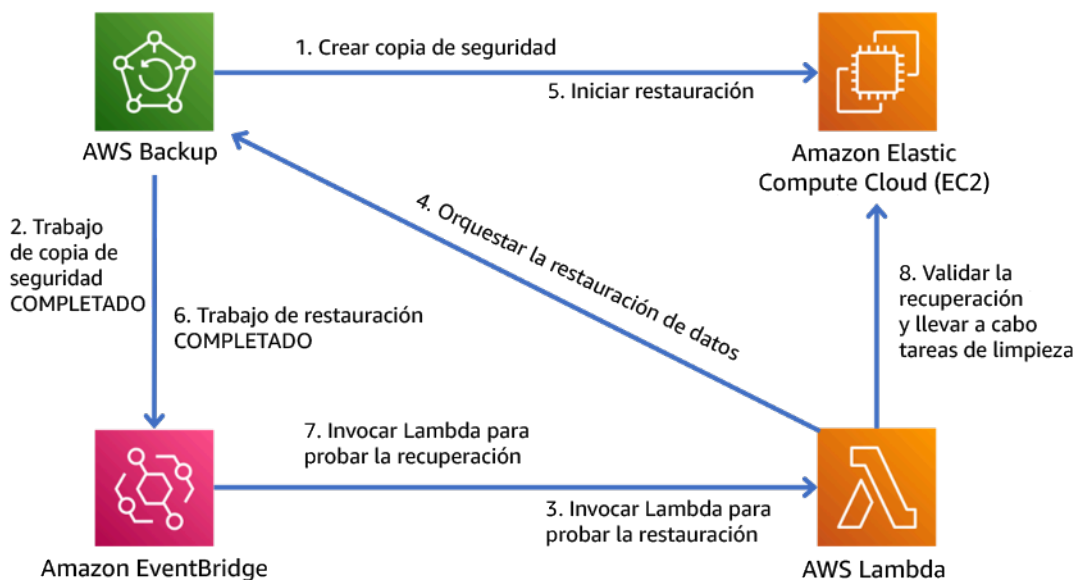 1. Crear copia de seguridad
5. Iniciar restauración
AWS Backup
Amazon Elastic
Compute Cloud (EC2)
4. Orquestar la restauración de datos
2. Trabajo
de copia de
seguridad
COMPLETADO
6. Trabajo de restauración
COMPLETADO
8. Validar la
recuperación
y llevar a cabo
tareas de limpieza
7. Invocar Lambda para
probar la recuperación
3. Invocar Lambda para
probar la restauración
Amazon EventBridge
AWS Lambda